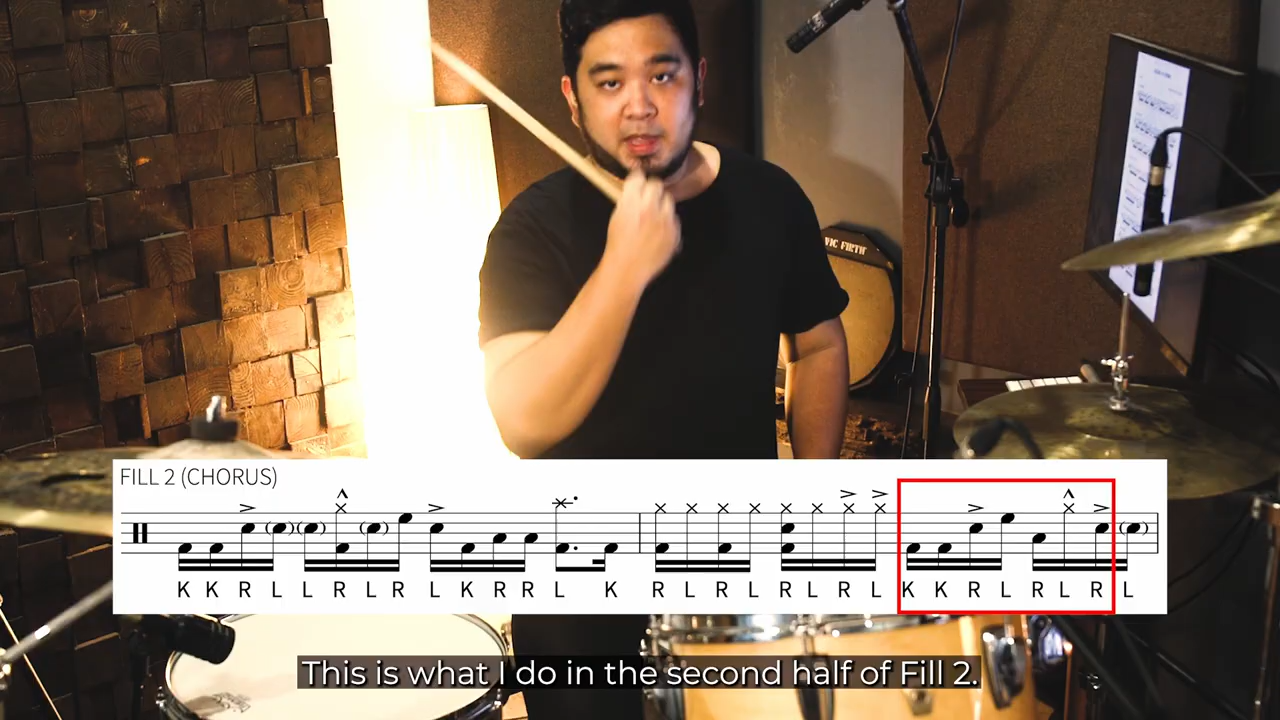 VIC FIRTH
FILL 2 (CHORUS)
K K R L L R L R L K R R L K R L R L R L R L K K R L R L R L
This is what I do in the second half of Fill 2.